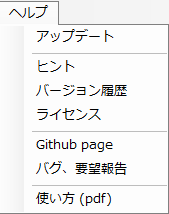 ヘルプ
アップデート
ヒント
バージョン履歴
ライセンス
Github page
バグ、要望報告
使い方 (pdf)